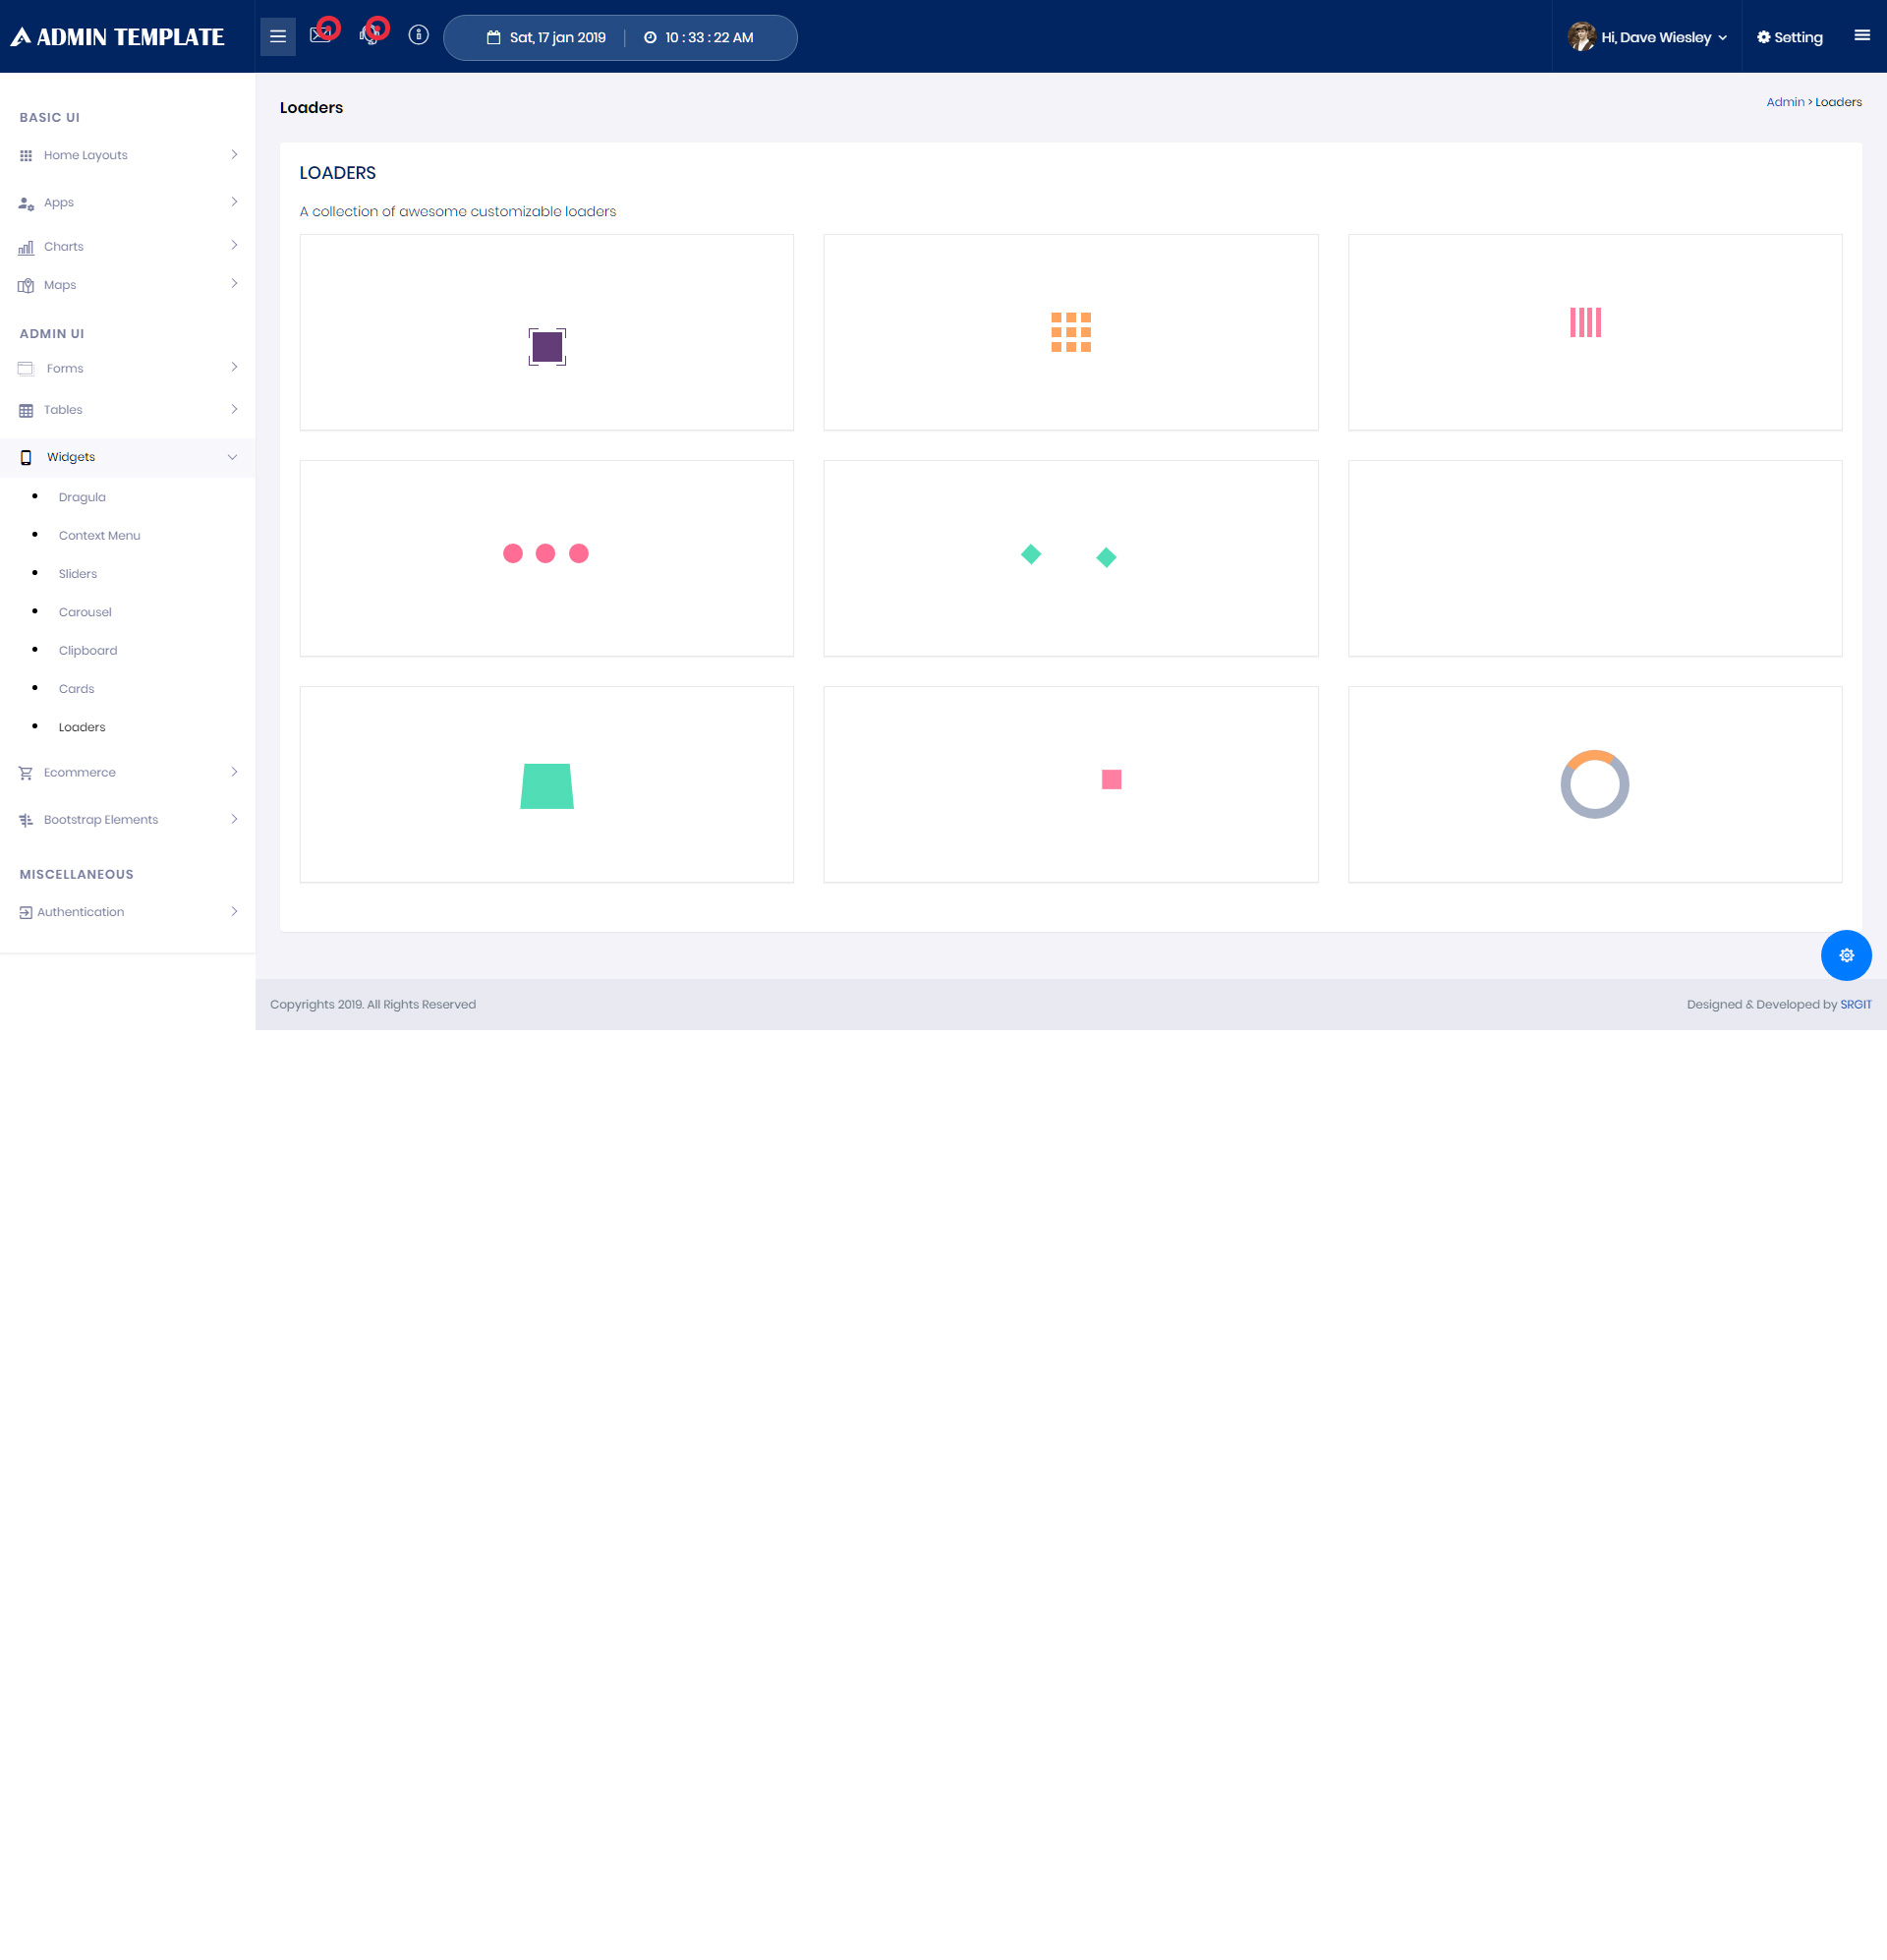 ADMIN TEMPLATE
Sat, 17 jan 2019
10 : 33 : 22 AM
Hi, Dave Wiesley
Setting
BASIC UI
Home Layouts
Apps
Charts
Maps
ADMIN UI
Forms
Tables
Widgets
Dragula
Context Menu
Sliders
Carousel
Clipboard
Cards
Loaders
Ecommerce
Bootstrap Elements
MISCELLANEOUS
Authentication
Loaders
Admin > Loaders
LOADERS
A collection of awesome customizable loaders
Copyrights 2019. All Rights Reserved
Designed & Developed by SRGIT